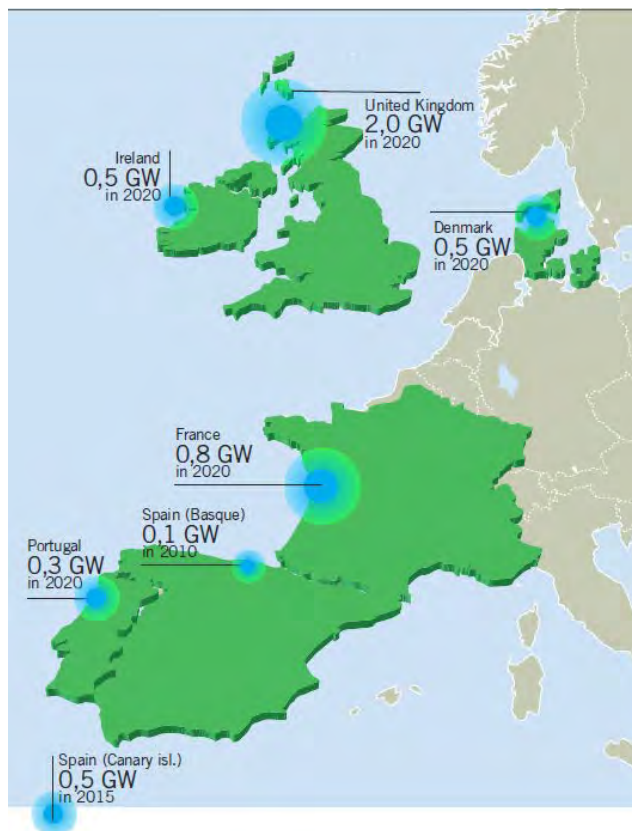 United Kingdom
2,0 GW
in 2020
Ireland
0,5 GW
in 2020
Denmark
0,5 GW
in 2020
France
0,8 GW
in 2020
Spain (Basque)
0,1 GW
in 2010
Portugal
0,3 GW
in 2020
Spain (Canary isl.)
0,5 GW
in 2015